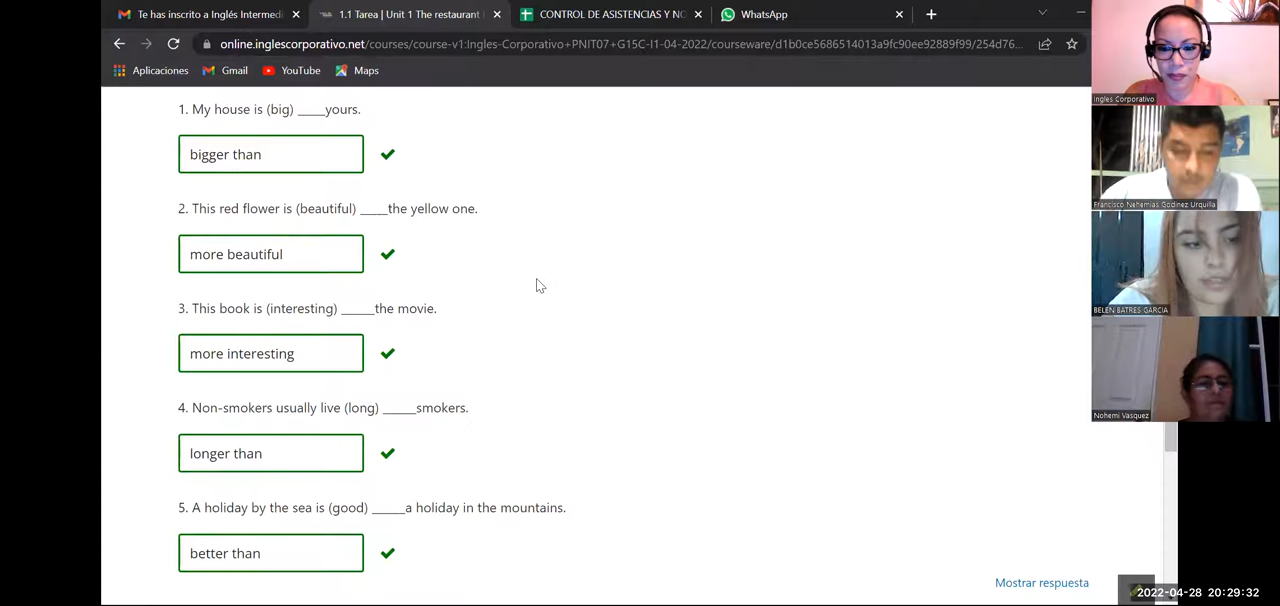 Te has inscrito a Inglés Intermedi
1.1 Tarea | Unit 1 The restaurant
CONTROL DE ASISTENCIAS Y NO
WhatsApp
online.inglescorporativo.net/courses/course-v1:Ingles-Corporativo+PNIT07+G15C-I1-04-2022/courseware/d1b0ce5686514013a9fc90ee92889f99/254d76...
Aplicaciones
Gmail
YouTube
Maps
Ingles Corporativo
1. My house is (big) _____yours.
bigger than
2. This red flower is (beautiful) _____the yellow one.
more beautiful
Francisco Nehemias Godinez Urquilla
3. This book is (interesting) ______the movie.
BELEN BATRES GARCIA
more interesting
4. Non-smokers usually live (long) ______smokers.
Nohemi Vasquez
longer than
5. A holiday by the sea is (good) ______a holiday in the mountains.
better than
Mostrar respuesta
2022-04-28 20:29:32